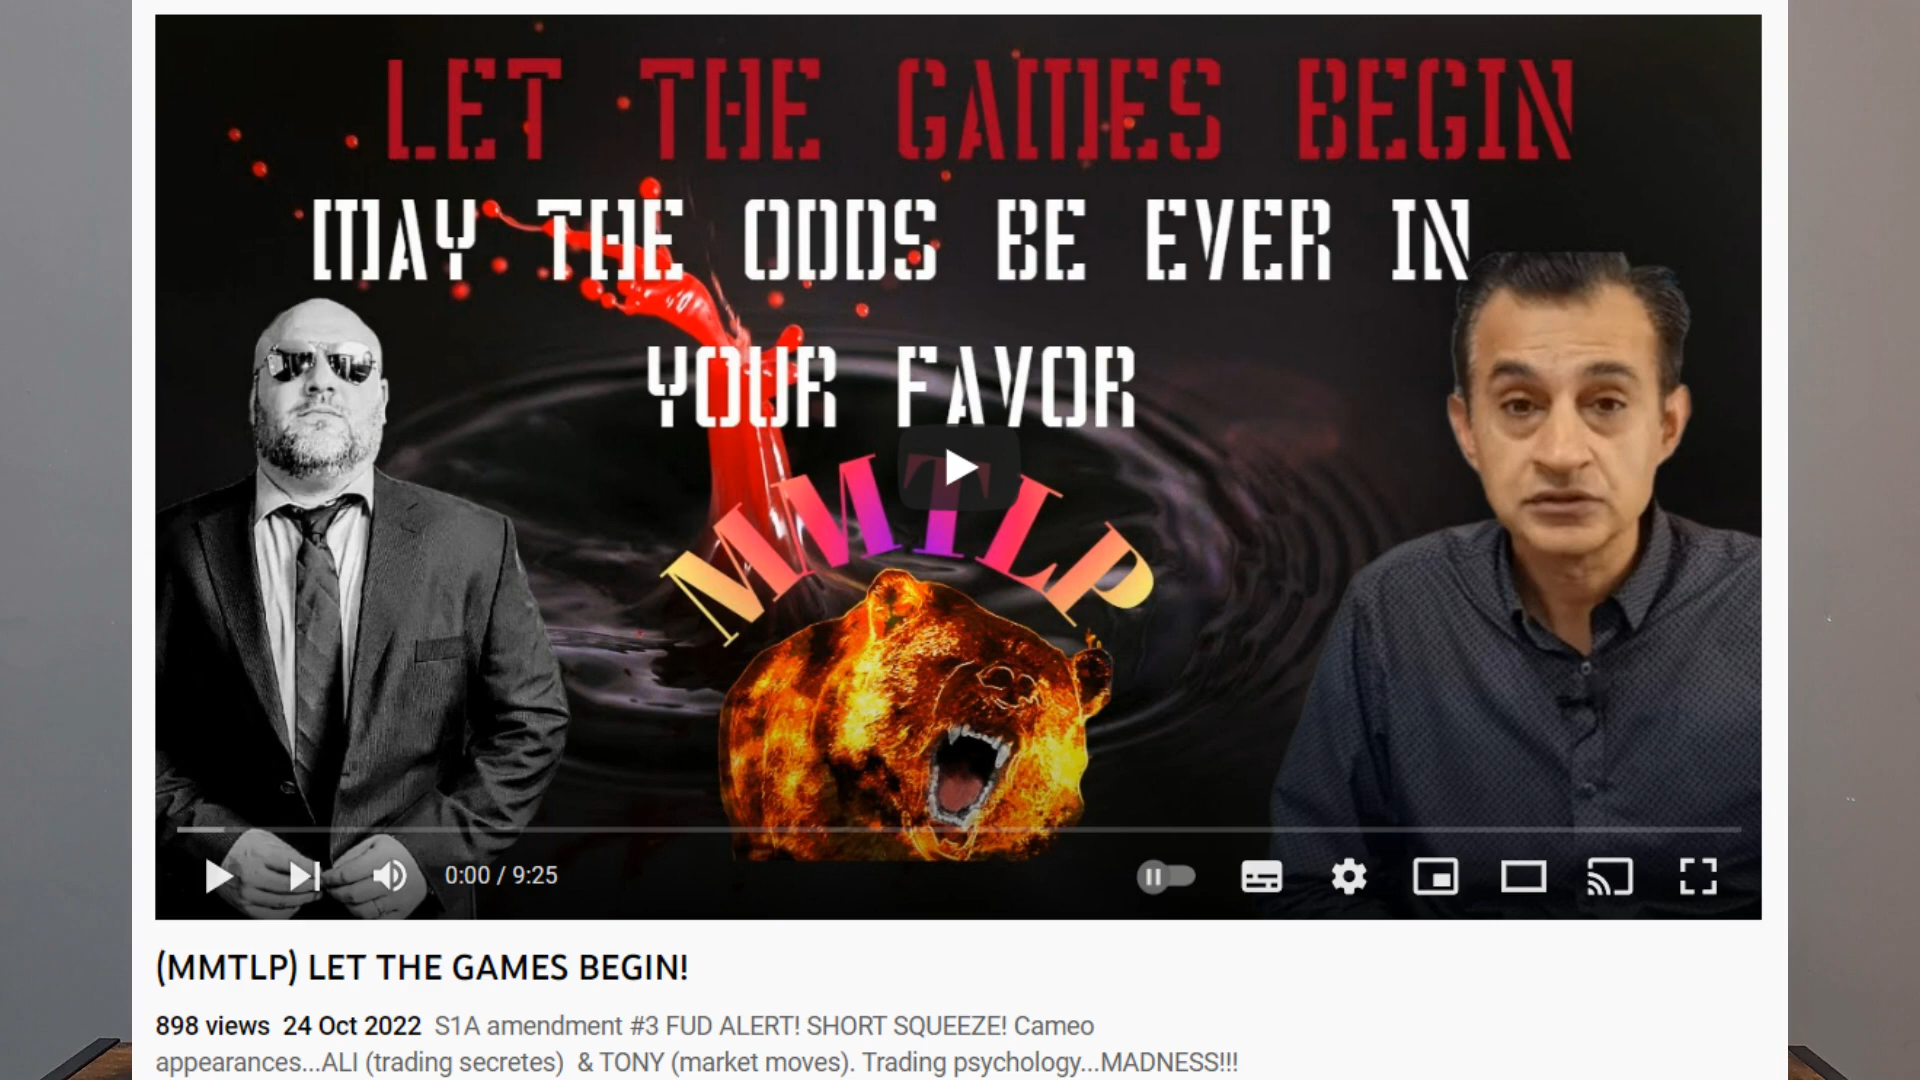 LET THE GAMES BEGIN
MAY THE ODDS BE EVER IN
YOUR FAVOR
MMTLP
0:00 / 9:25
(MMTLP) LET THE GAMES BEGIN!
898 views 24 Oct 2022 S1A amendment #3 FUD ALERT! SHORT SQUEEZE! Cameo
appearances...ALI (trading secretes) & TONY (market moves). Trading psychology...MADNESS!!!